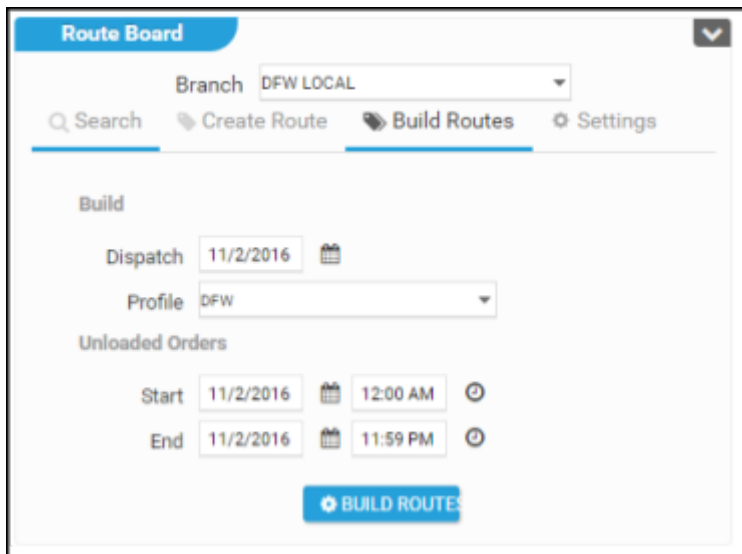 Route Board
Branch DFW LOCAL
Search Create Route Build Routes Settings
Build
Dispatch 11/2/2016
Profile DFW
Unloaded Orders
Start 11/2/2016 12:00 AM
End 11/2/2016 11:59 PM
BUILD ROUTES